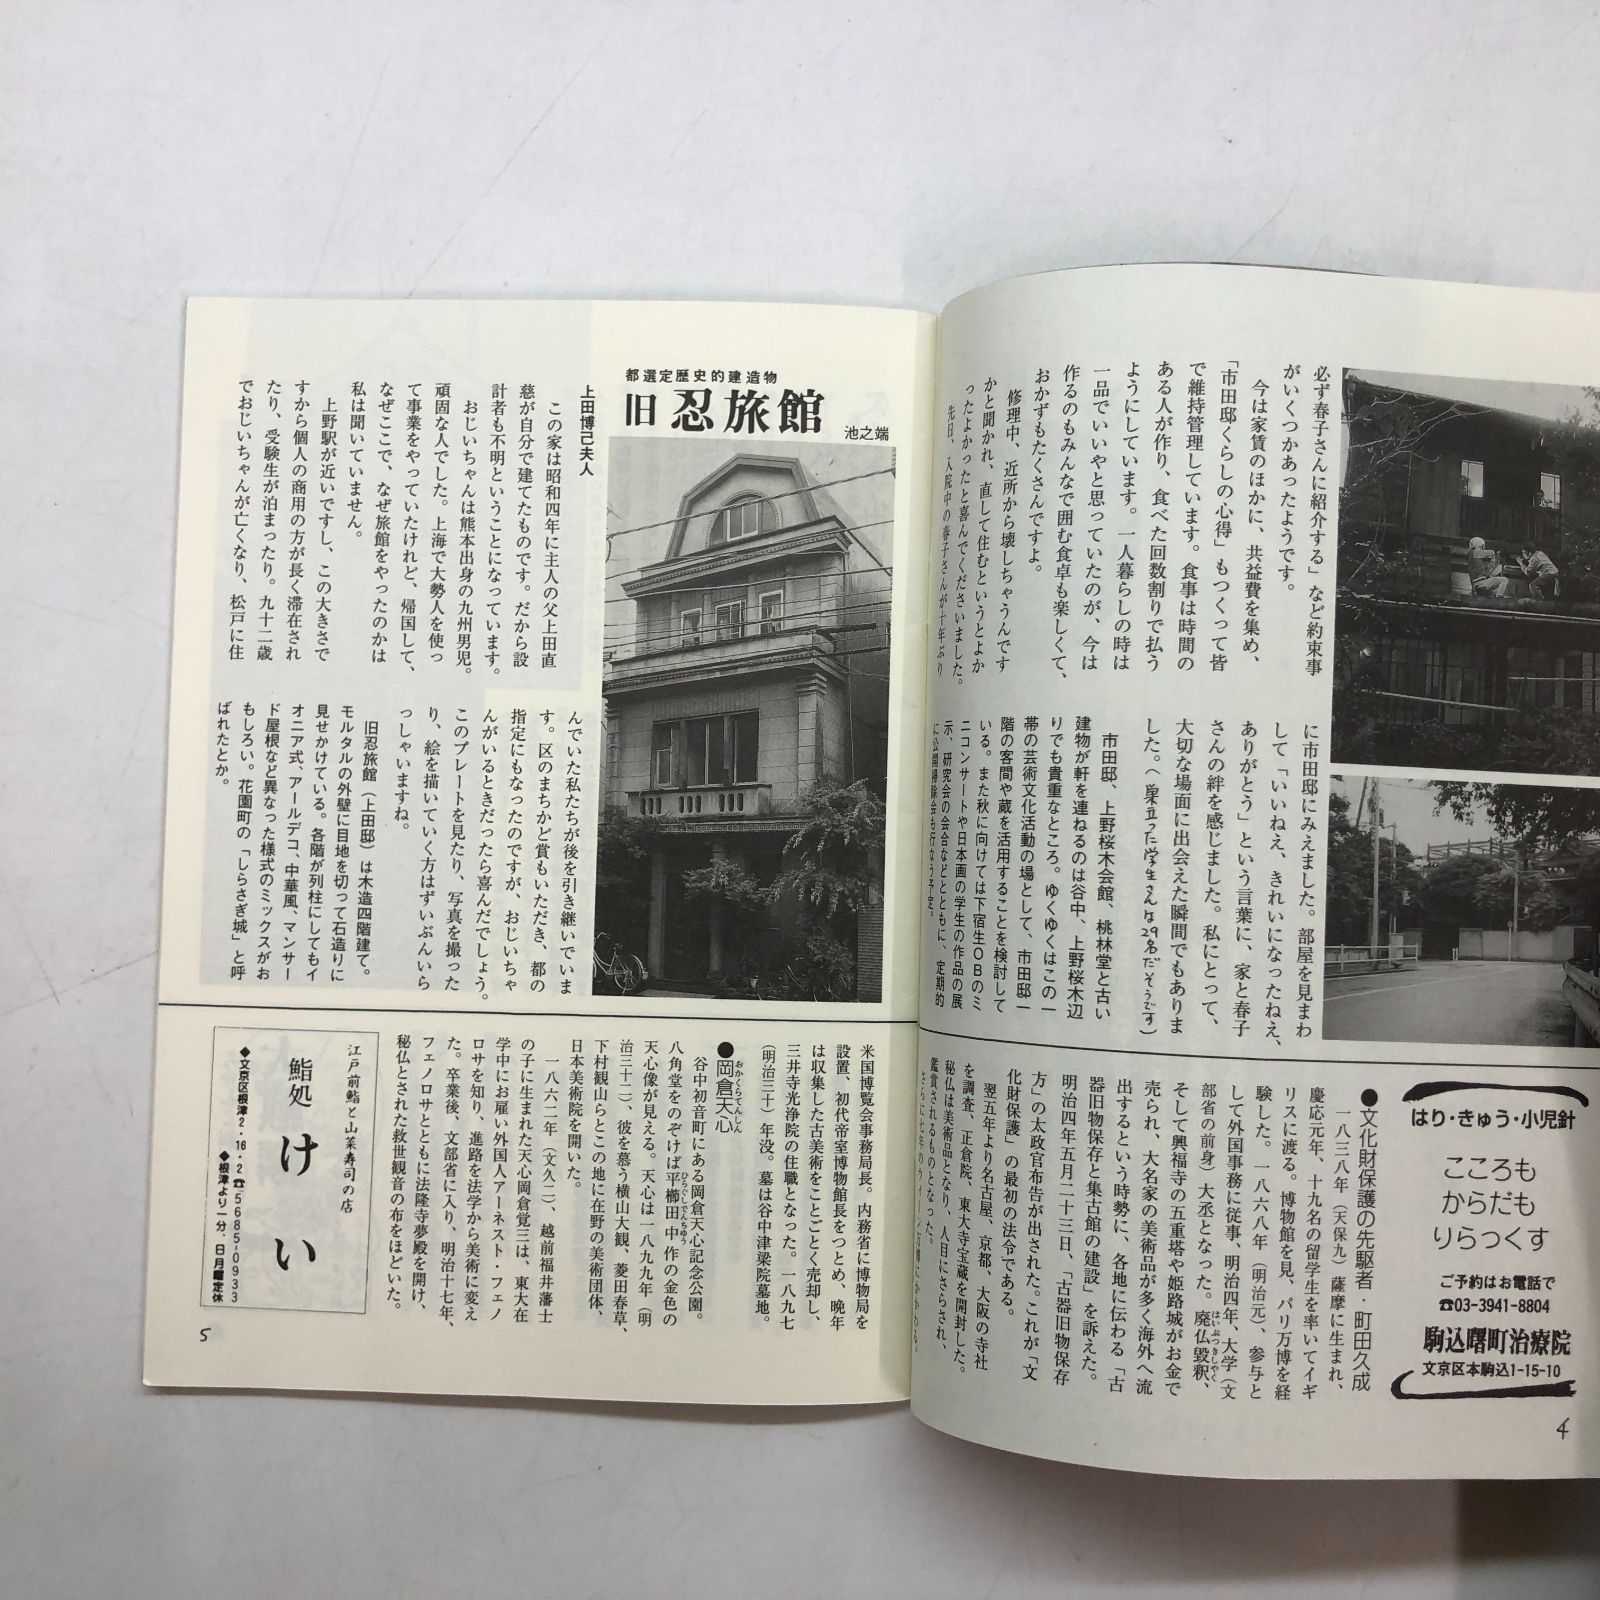 必ず春子さんに紹介する」など約束事
がいくつかあったようです。
今は家賃のほかに、共益費を集め、
「市田邸くらしの心得」もつくって皆
で維持管理しています。食事は時間の
ある人が作り、食べた回数割りで払う
ようにしています。一人暮らしの時は
一品でいいやと思っていたのが、今は
作るのもみんなで囲む食卓も楽しくて、
おかずもたくさんですよ。
修理中、近所から壊しちゃうんです
かと聞かれ、直して住むというとよか
ったよかったと喜んでくださいました。
先日、入院中の春子さんが十年ぶり
に市田邸にみえました。部屋を見まわ
して「いいねえ、きれいになったねえ、
ありがとう」という言葉に、家と春子
さんの絆を感じました。私にとって、
大切な場面に出会えた瞬間でもありま
した。(巣立った学生さんは29名だそうです)
市田邸、上野桜木会館、桃林堂と古い
建物が軒を連ねるのは谷中、上野桜木辺
りでも貴重なところ。ゆくゆくはこの一
帯の芸術文化活動の場として、市田邸一
階の客間や蔵を活用することを検討して
いる。また秋に向けては下宿生OBのミ
ニコンサートや日本画の学生の作品の展
示、研究会の会合などとともに、定期的
に公開掃除会も行なう予定。
はり・きゅう・小児針
こころも
からだも
りらっくす
ご予約はお電話で
☎03-3941-8804
駒込曙町治療院
文京区本駒込1-15-10
●文化財保護の先駆者・町田久成
一八三八年(天保九)薩摩に生まれ、
慶応元年、十九名の留学生を率いてイギ
リスに渡る。博物館を見、パリ万博を経
験した。一八六八年(明治元)、参与と
して外国事務に従事、明治四年、大学(文
部省の前身)大丞となった。廃仏毀釈、
はいぶつきしゃく
そして興福寺の五重塔や姫路城がお金で
売られ、大名家の美術品が多く海外へ流
出するという時勢に、各地に伝わる「古
器旧物保存と集古館の建設」を訴えた。
明治四年五月二十三日、「古器旧物保存
方」の太政官布告が出された。これが「文
化財保護」の最初の法令である。
翌五年より名古屋、京都、大阪の寺社
を調査、正倉院、東大寺宝蔵を開封した。
秘仏は美術品となり、人目にさらされ、
鑑賞されるものとなった。
4
都選定歴史的建造物
旧忍旅館
池之端
上田博己夫人
この家は昭和四年に主人の父上田直
慈が自分で建てたものです。だから設
計者も不明ということになっています。
おじいちゃんは熊本出身の九州男児。
頑固な人でした。上海で大勢人を使っ
て事業をやっていたけれど、帰国して、
なぜここで、なぜ旅館をやったのかは
私は聞いていません。
上野駅が近いですし、この大きさで
すから個人の商用の方が長く滞在され
たり、受験生が泊まったり。九十二歳
でおじいちゃんが亡くなり、松戸に住
んでいた私たちが後を引き継いでいま
す。区のまちかど賞もいただき、都の
指定にもなったのですが、おじいちゃ
んがいるときだったら喜んだでしょう。
このプレートを見たり、写真を撮った
り、絵を描いていく方はずいぶんいら
っしゃいますね。
旧忍旅館(上田邸)は木造四階建て。
モルタルの外壁に目地を切って石造りに
見せかけている。各階が列柱にしてもイ
オニア式、アールデコ、中華風、マンサー
ド屋根など異なった様式のミックスがお
もしろい。花園町の「しらさぎ城」と呼
ばれたとか。
米国博覧会事務局長。内務省に博物局を
設置、初代帝室博物館長をつとめ、晩年
は収集した古美術をことごとく売却し、
三井寺光浄院の住職となった。一八九七
(明治三十)年没。墓は谷中津梁院墓地。
●岡倉天心
おかくらてんしん
谷中初音町にある岡倉天心記念公園。
八角堂をのぞけば平櫛田中作の金色の
ひらぐしでんちゅう
天心像が見える。天心は一八九九年(明
治三十二)、彼を慕う横山大観、菱田春草、
下村観山らとこの地に在野の美術団体、
日本美術院を開いた。
一八六二年(文久二)、越前福井藩士
の子に生まれた天心岡倉覚三は、東大在
学中にお雇い外国人アーネスト・フェノ
ロサを知り、進路を法学から美術に変え
た。卒業後、文部省に入り、明治十七年、
フェノロサとともに法隆寺夢殿を開け、
秘仏とされた救世観音の布をほどいた。
江戸前鮨と山菜寿司の店
鮨処けい
◆文京区根津2・16・2☎5685-0933
◆根津より一分、日月曜定休
5